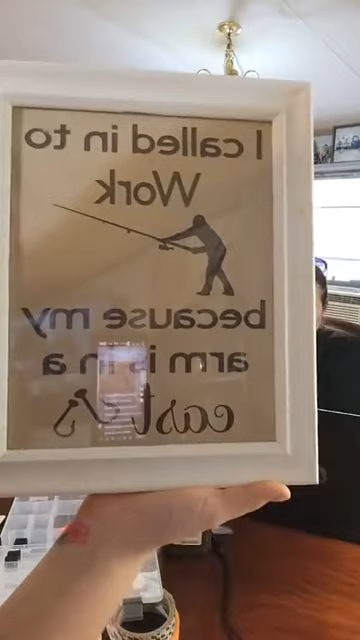 I called in to
Work
because my
arm is in a
cast